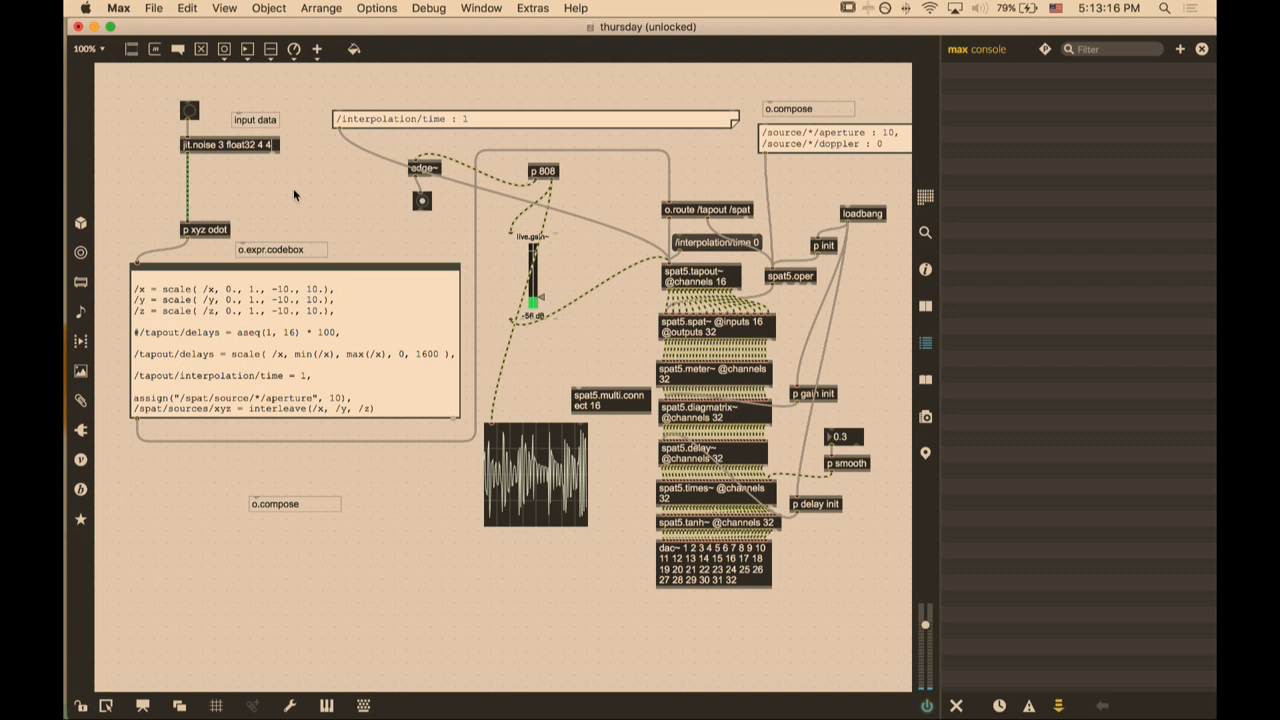 Max File Edit View Object Arrange Options Debug Window Extras Help
79% 5:13:16 PM
thursday (unlocked)
100%
max console
Filter
input data
/interpolation/time : 1
o.compose
/source/*/aperture : 10,
/source/*/doppler : 0
jit.noise 3 float32 4 4
edge~
p 808
o.route /tapout /spat
loadbang
p xyz odot
o.expr.codebox
live.gain~
/interpolation/time 0
p init
spat5.tapout~
@channels 16
spat5.oper
/x = scale( /x, 0., 1., -10., 10.),
/y = scale( /y, 0., 1., -10., 10.),
/z = scale( /z, 0., 1., -10., 10.),
#/tapout/delays = aseq(1, 16) * 100,
/tapout/delays = scale( /x, min(/x), max(/x), 0, 1600 ),
/tapout/interpolation/time = 1,
assign("/spat/source/*/aperture", 10),
/spat/sources/xyz = interleave(/x, /y, /z)
-56 dB
spat5.spat~ @inputs 16
@outputs 32
spat5.meter~ @channels
32
spat5.multi.conn
ect 16
p gain init
spat5.diagmatrix~
@channels 32
0.3
spat5.delay~
@channels 32
p smooth
spat5.times~ @channels
32
o.compose
p delay init
spat5.tanh~ @channels 32
dac~ 1 2 3 4 5 6 7 8 9 10
11 12 13 14 15 16 17 18
19 20 21 22 23 24 25 26
27 28 29 30 31 32